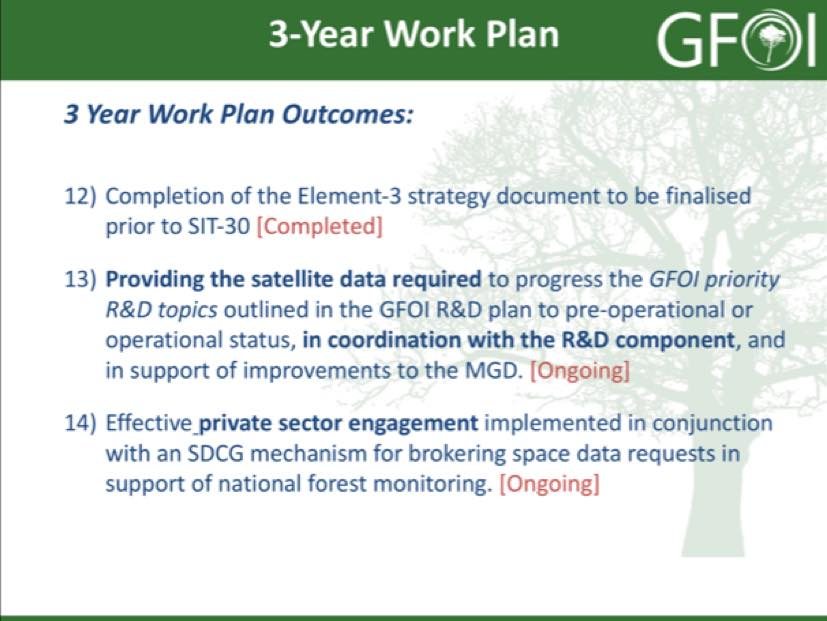 3-Year Work Plan
GFOI
3 Year Work Plan Outcomes:
12) Completion of the Element-3 strategy document to be finalised
prior to SIT-30 [Completed]
13) Providing the satellite data required to progress the GFOI priority
R&D topics outlined in the GFOI R&D plan to pre-operational or
operational status, in coordination with the R&D component, and
in support of improvements to the MGD. [Ongoing]
14) Effective private sector engagement implemented in conjunction
with an SDCG mechanism for brokering space data requests in
support of national forest monitoring. [Ongoing]